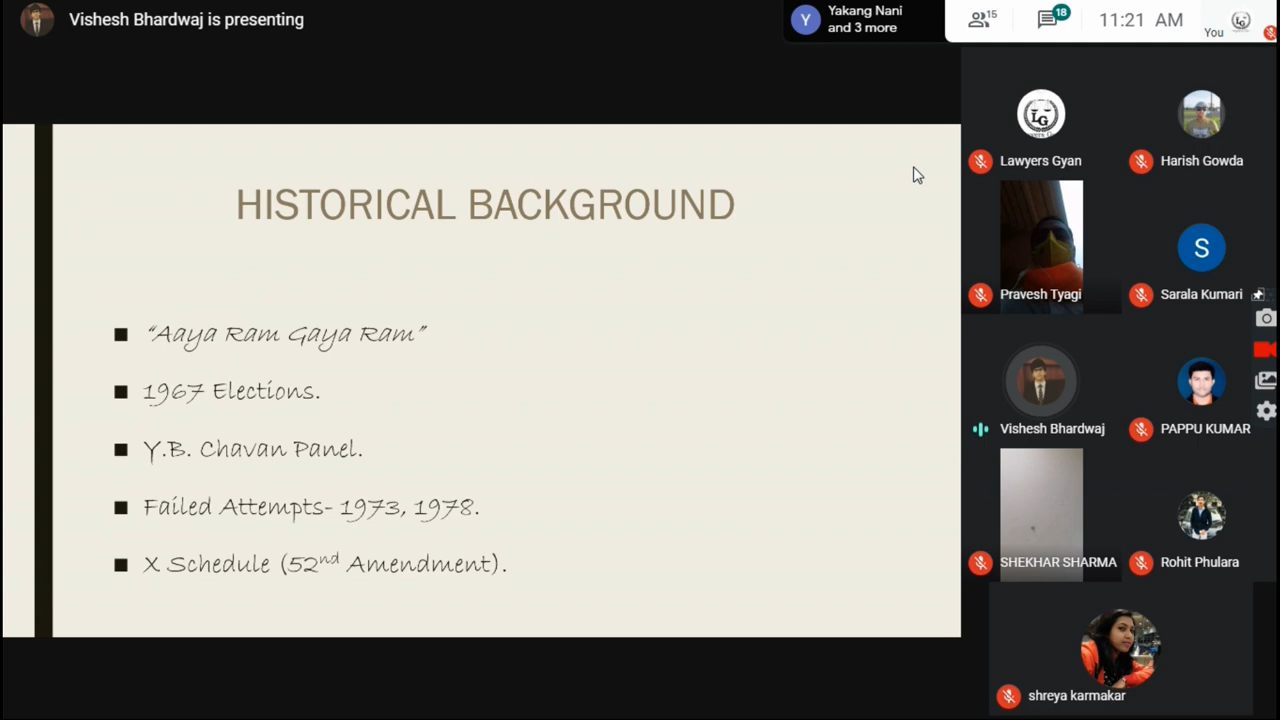 Vishesh Bhardwaj is presenting
Y
Yakang Nani
and 3 more
15
18
11:21 AM
You
HISTORICAL BACKGROUND
"Aaya Ram Gaya Ram"
1967 Elections.
Y.B. Chavan Panel.
Failed Attempts- 1973, 1978.
X Schedule (52nd Amendment).
LG
Lawyers Gyan
Harish Gowda
Pravesh Tyagi
S
Sarala Kumari
Vishesh Bhardwaj
PAPPU KUMAR
SHEKHAR SHARMA
Rohit Phulara
shreya karmakar